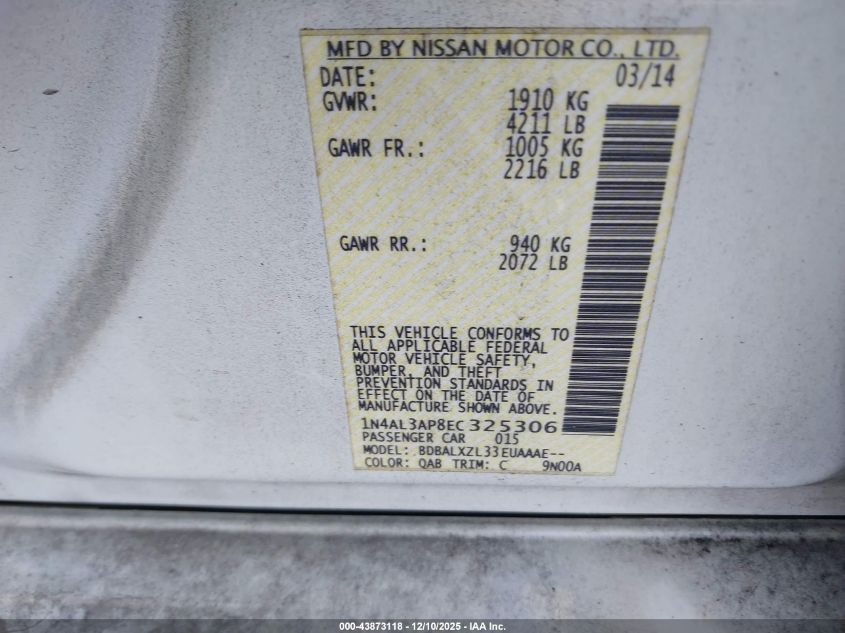 MFD BY NISSAN MOTOR CO., LTD.
DATE: 03/14
GVWR: 1910 KG
4211 LB
GAWR FR.: 1005 KG
2216 LB
GAWR RR.: 940 KG
2072 LB
THIS VEHICLE CONFORMS TO
ALL APPLICABLE FEDERAL
MOTOR VEHICLE SAFETY,
BUMPER, AND THEFT
PREVENTION STANDARDS IN
EFFECT ON THE DATE OF
MANUFACTURE SHOWN ABOVE.
1N4AL3AP8EC325306
PASSENGER CAR 015
MODEL: BDBALXZL33EUAAAE--
COLOR: QAB TRIM: C 9N00A
000-43873118 - 12/10/2025 - IAA Inc.